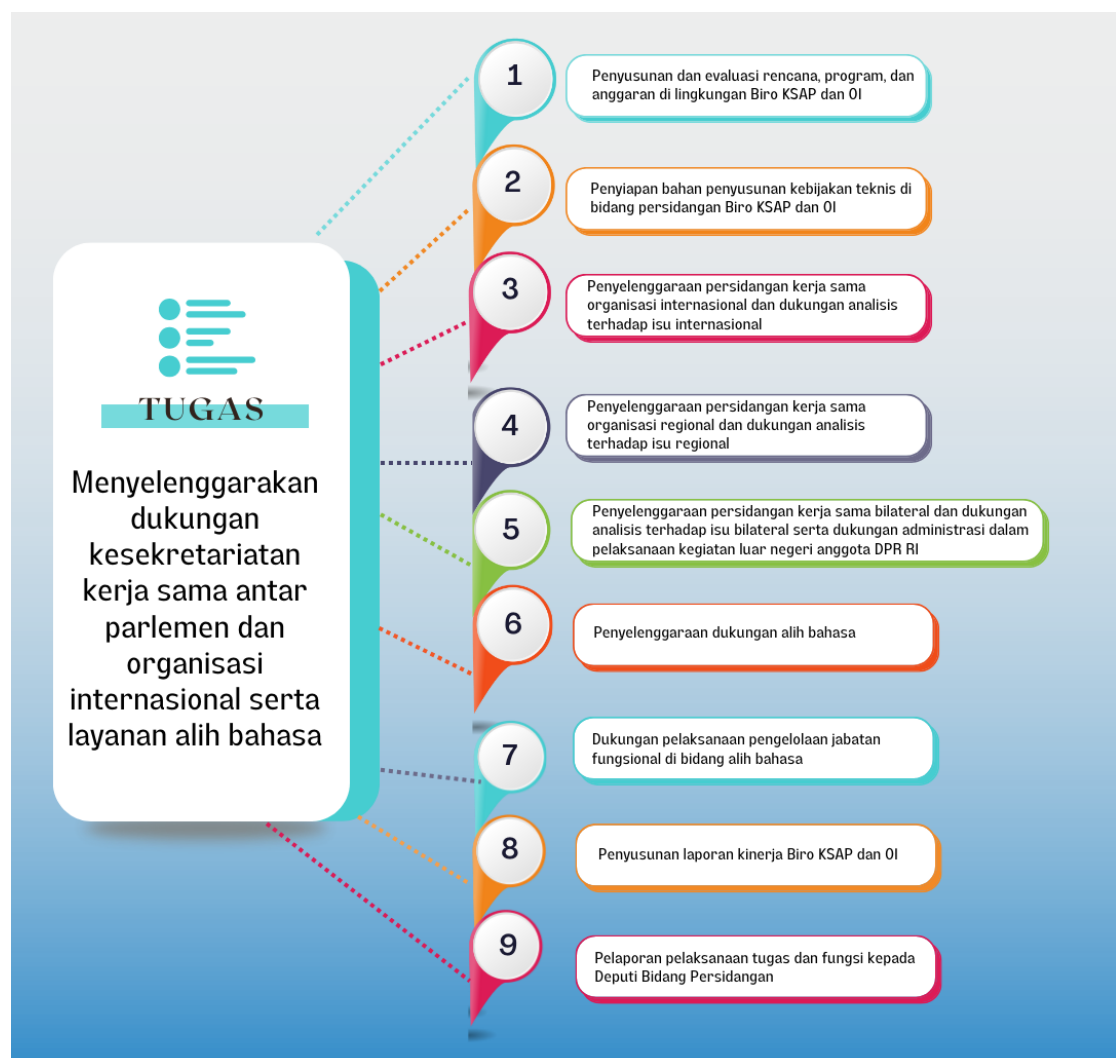 TUGAS
Menyelenggarakan
dukungan
kesekretariatan
kerja sama antar
parlemen dan
organisasi
internasional serta
layanan alih bahasa
1
Penyusunan dan evaluasi rencana, program, dan
anggaran di lingkungan Biro KSAP dan OI
2
Penyiapan bahan penyusunan kebijakan teknis di
bidang persidangan Biro KSAP dan OI
3
Penyelenggaraan persidangan kerja sama
organisasi internasional dan dukungan analisis
terhadap isu internasional
4
Penyelenggaraan persidangan kerja sama
organisasi regional dan dukungan analisis
terhadap isu regional
5
Penyelenggaraan persidangan kerja sama bilateral dan dukungan
analisis terhadap isu bilateral serta dukungan administrasi dalam
pelaksanaan kegiatan luar negeri anggota DPR RI
6
Penyelenggaraan dukungan alih bahasa
7
Dukungan pelaksanaan pengelolaan jabatan
fungsional di bidang alih bahasa
8
Penyusunan laporan kinerja Biro KSAP dan OI
9
Pelaporan pelaksanaan tugas dan fungsi kepada
Deputi Bidang Persidangan